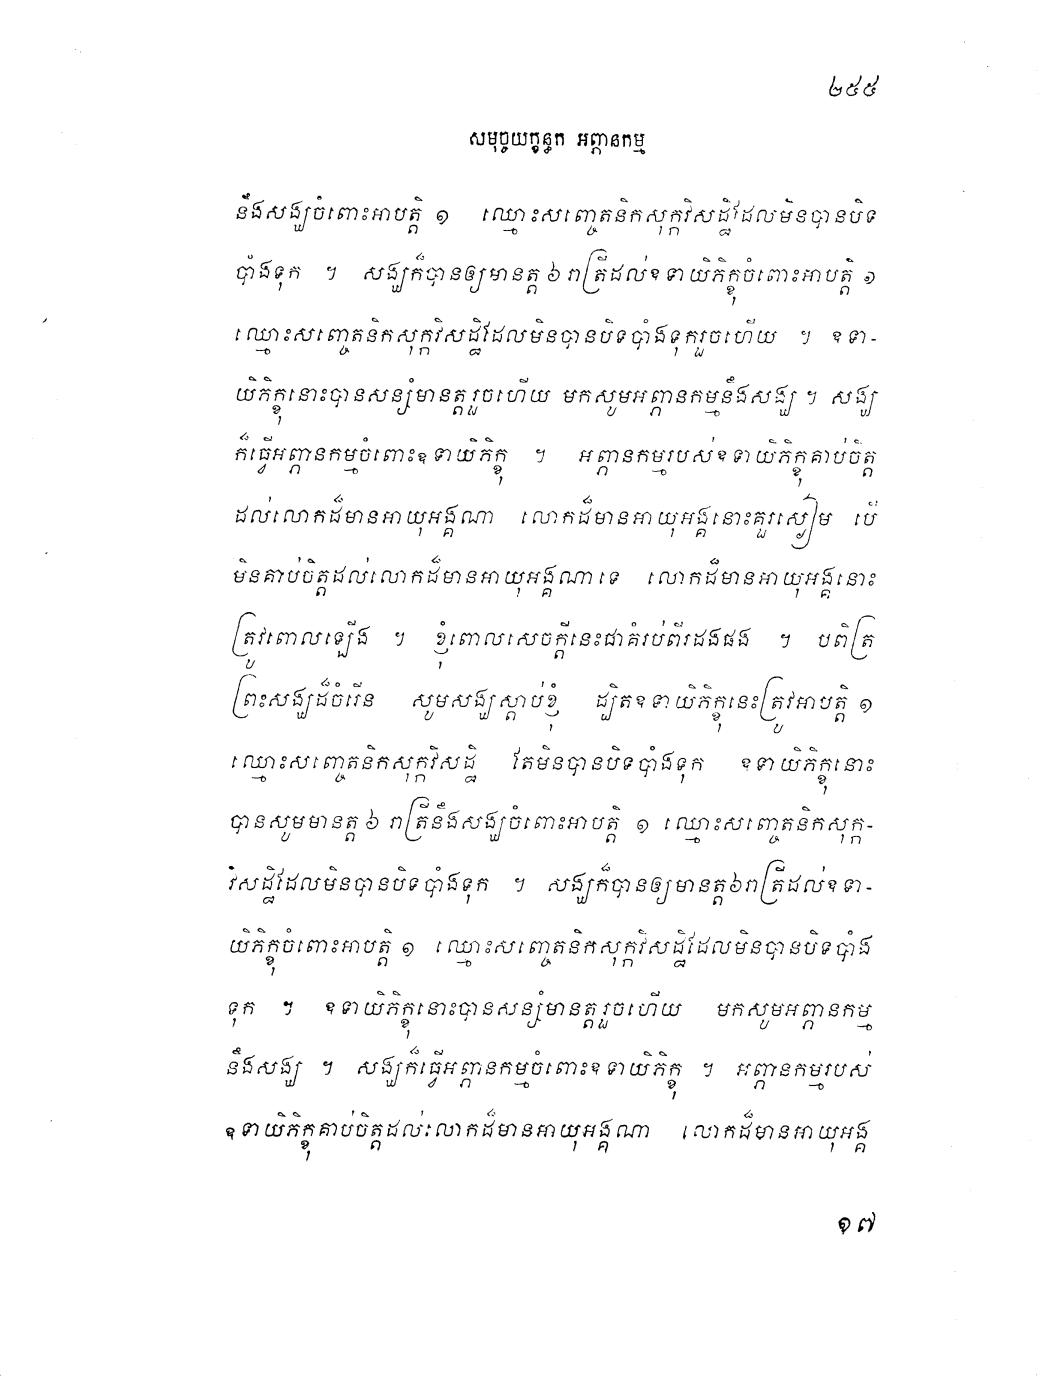 ២៥៥
សមុច្ចយក្ខន្ធក អព្ភានកម្ម
នឹងសង្ឃចំពោះអាបត្តិ ១ ឈ្មោះសញ្ចេតនិកសុក្កវិសដ្ឋិដែលមិនបានបិទ
បាំងទុក ។ សង្ឃក៏បានឲ្យមានត្ត ៦ រាត្រីដល់ឧទាយិភិក្ខុចំពោះអាបត្តិ ១
ឈ្មោះសញ្ចេតនិកសុក្កវិសដ្ឋិដែលមិនបានបិទបាំងទុករួចហើយ ។ ឧទា-
យិភិក្ខុនោះបានសន្សំមានត្តរួចហើយ មកសូមអព្ភានកម្មនឹងសង្ឃ ។ សង្ឃ
ក៏ធ្វើអព្ភានកម្មចំពោះឧទាយិភិក្ខុ ។ អព្ភានកម្មរបស់ឧទាយិភិក្ខុគាប់ចិត្ត
ដល់លោកដ៏មានអាយុអង្គណា លោកដ៏មានអាយុអង្គនោះគួរស្ងៀម បើ
មិនគាប់ចិត្តដល់លោកដ៏មានអាយុអង្គណាទេ លោកដ៏មានអាយុអង្គនោះ
ត្រូវពោលឡើង ។ ខ្ញុំពោលសេចក្តីនេះជាគំរប់ពីរដងផង ។ បពិត្រ
ព្រះសង្ឃដ៏ចំរើន សូមសង្ឃស្តាប់ខ្ញុំ ដ្បិតឧទាយិភិក្ខុនេះត្រូវអាបត្តិ ១
ឈ្មោះសញ្ចេតនិកសុក្កវិសដ្ឋិ តែមិនបានបិទបាំងទុក ឧទាយិភិក្ខុនោះ
បានសូមមានត្ត ៦ រាត្រីនឹងសង្ឃចំពោះអាបត្តិ ១ ឈ្មោះសញ្ចេតនិកសុក្ក-
វិសដ្ឋិដែលមិនបានបិទបាំងទុក ។ សង្ឃក៏បានឲ្យមានត្ត៦រាត្រីដល់ឧទា-
យិភិក្ខុចំពោះអាបត្តិ ១ ឈ្មោះសញ្ចេតនិកសុក្កវិសដ្ឋិដែលមិនបានបិទបាំង
ទុក ។ ឧទាយិភិក្ខុនោះបានសន្សំមានត្តរួចហើយ មកសូមអព្ភានកម្ម
នឹងសង្ឃ ។ សង្ឃក៏ធ្វើអព្ភានកម្មចំពោះឧទាយិភិក្ខុ ។ អព្ភានកម្មរបស់
ឧទាយិភិក្ខុគាប់ចិត្តដល់លោកដ៏មានអាយុអង្គណា លោកដ៏មានអាយុអង្គ
១៧